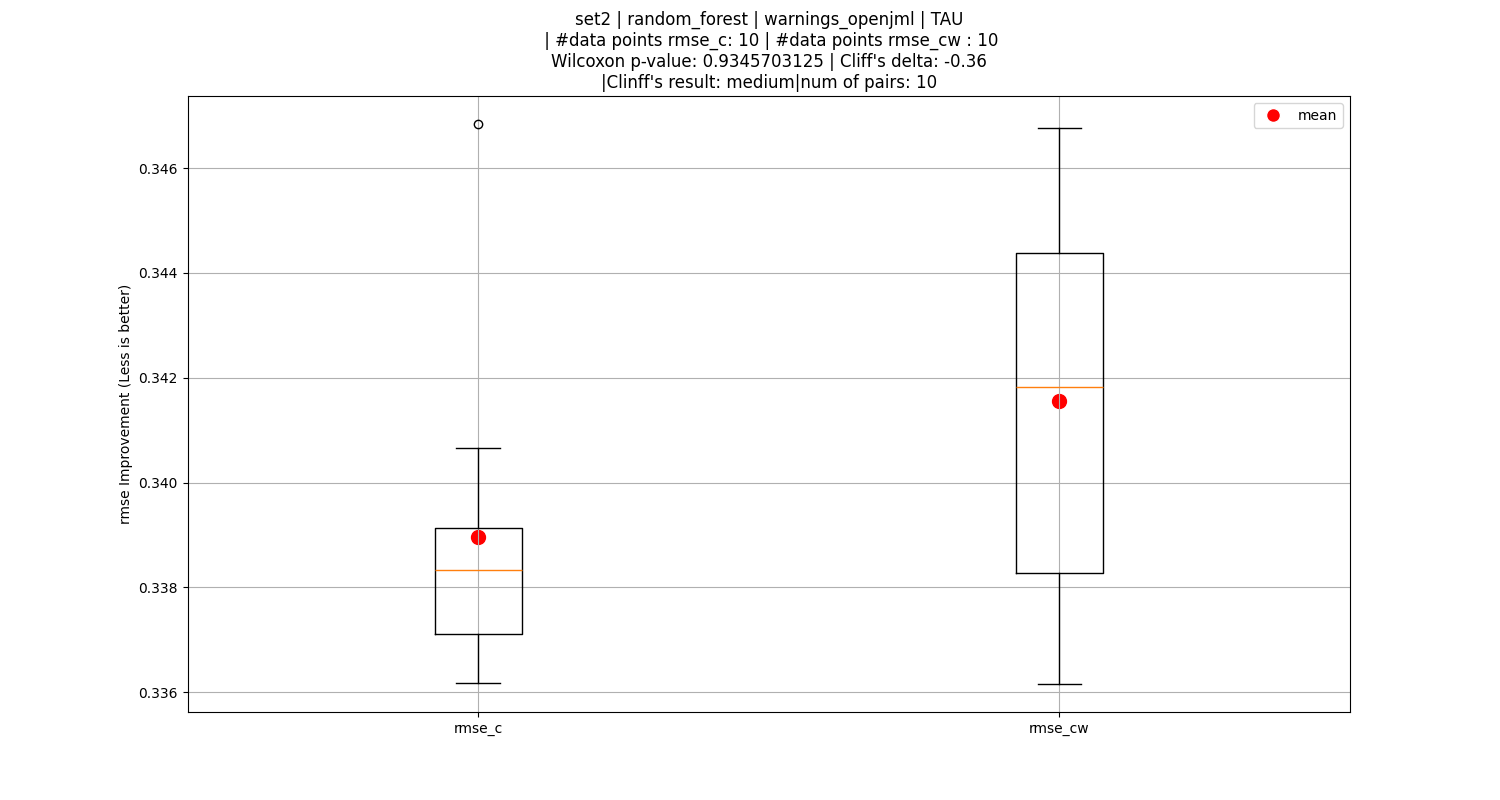 set2 | random_forest | warnings_openjml | TAU
| #data points rmse_c: 10 | #data points rmse_cw : 10
Wilcoxon p-value: 0.9345703125 | Cliff's delta: -0.36
|Clinff's result: medium|num of pairs: 10
mean
rmse Improvement (Less is better)
0.346
0.344
0.342
0.340
0.338
0.336
rmse_c
rmse_cw